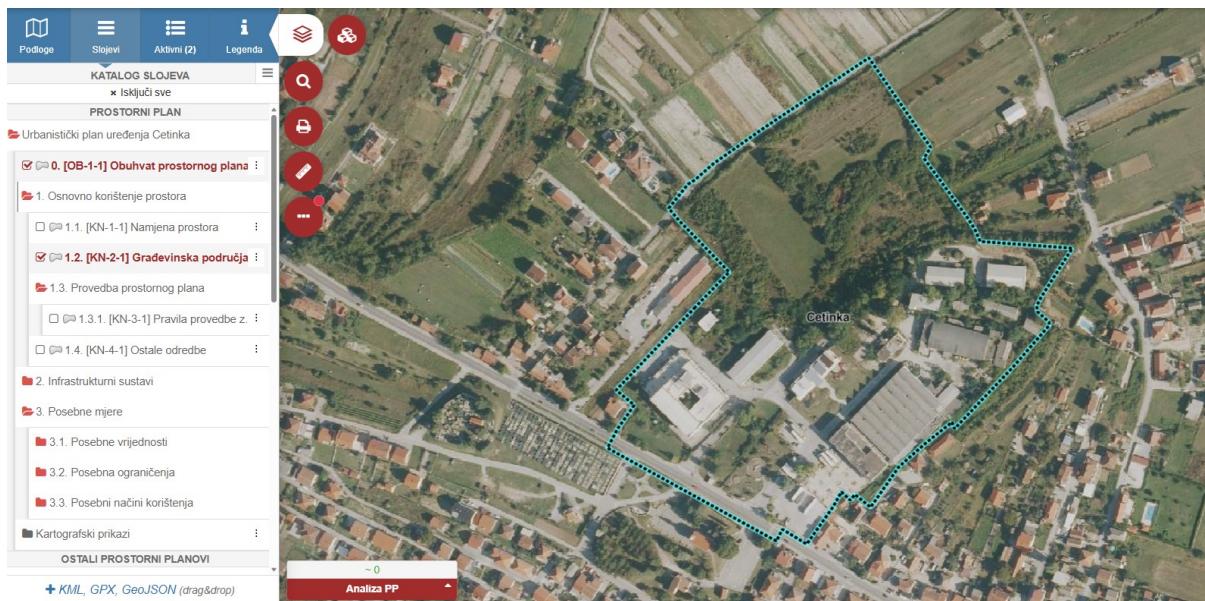 Podloge
Slojevi
Aktivni (2)
Legenda
KATALOG SLOJEVA
× Isključi sve
PROSTORNI PLAN
Urbanistički plan uređenja Cetinka
0. [OB-1-1] Obuhvat prostornog plana
1. Osnovno korištenje prostora
1.1. [KN-1-1] Namjena prostora
1.2. [KN-2-1] Građevinska područja
1.3. Provedba prostornog plana
1.3.1. [KN-3-1] Pravila provedbe z.
1.4. [KN-4-1] Ostale odredbe
2. Infrastrukturni sustavi
3. Posebne mjere
3.1. Posebne vrijednosti
3.2. Posebna ograničenja
3.3. Posebni načini korištenja
Kartografski prikazi
OSTALI PROSTORNI PLANOVI
+ KML, GPX, GeoJSON (drag&drop)
Cetinka
~ 0
Analiza PP